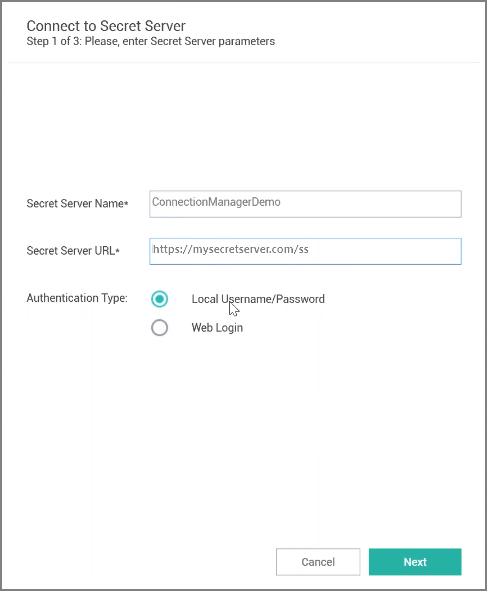 Connect to Secret Server
Step 1 of 3: Please, enter Secret Server parameters
Secret Server Name* ConnectionManagerDemo
Secret Server URL* https://mysecretserver.com/ss
Authentication Type: Local Username/Password
Web Login
Cancel Next